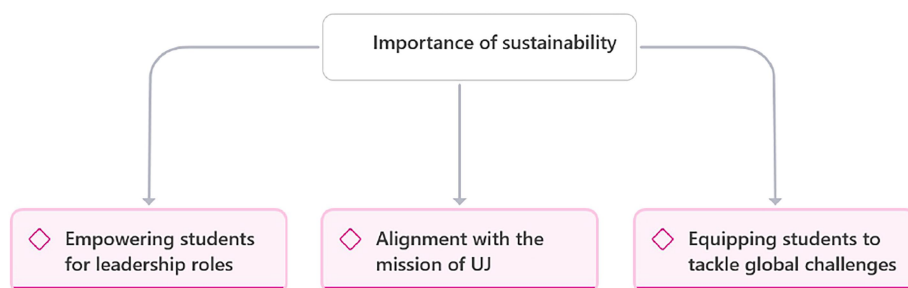 Importance of sustainability
Empowering students
for leadership roles
Alignment with the
mission of UJ
Equipping students to
tackle global challenges